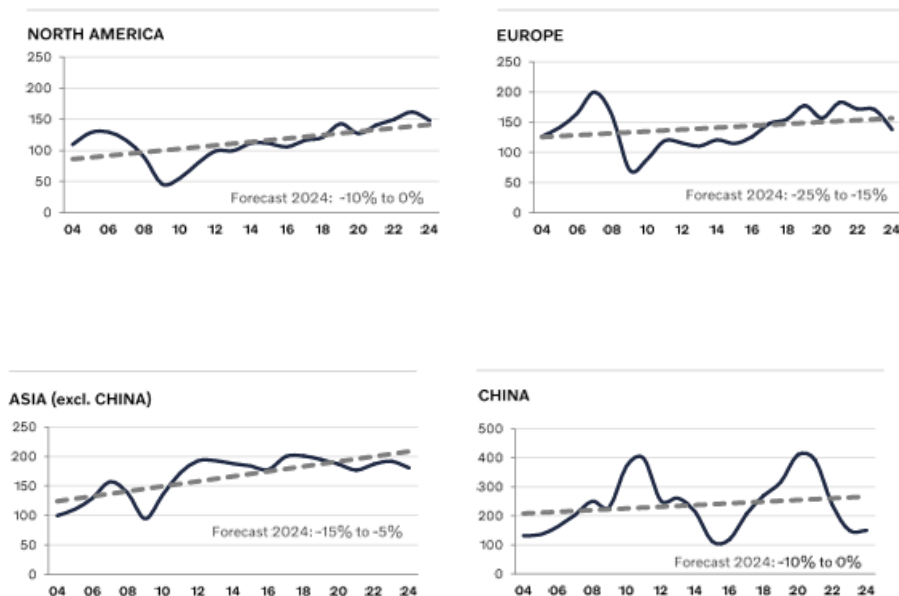 NORTH AMERICA
250
200
150
100
50
0
Forecast 2024: -10% to 0%
04 06 08 10 12 14 16 18 20 22 24
EUROPE
250
200
150
100
50
0
Forecast 2024: -25% to -15%
04 06 08 10 12 14 16 18 20 22 24
ASIA (excl. CHINA)
250
200
150
100
50
0
Forecast 2024: -15% to -5%
04 06 08 10 12 14 16 18 20 22 24
CHINA
500
400
300
200
100
0
Forecast 2024: -10% to 0%
04 06 08 10 12 14 16 18 20 22 24